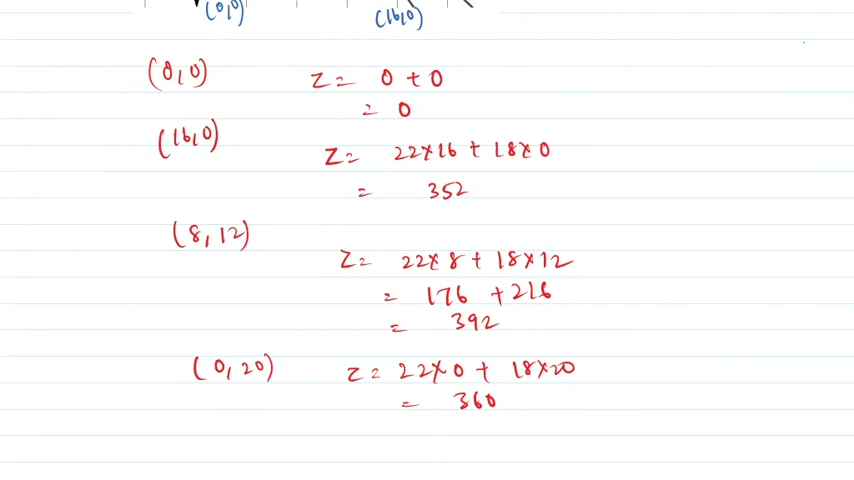 (0,0)
(16,0)
(0,0) Z = 0 + 0
= 0
(16,0) Z = 22×16 + 18×0
= 352
(8,12)
Z = 22×8 + 18×12
= 176 + 216
= 392
(0,20) Z = 22×0 + 18×20
= 360